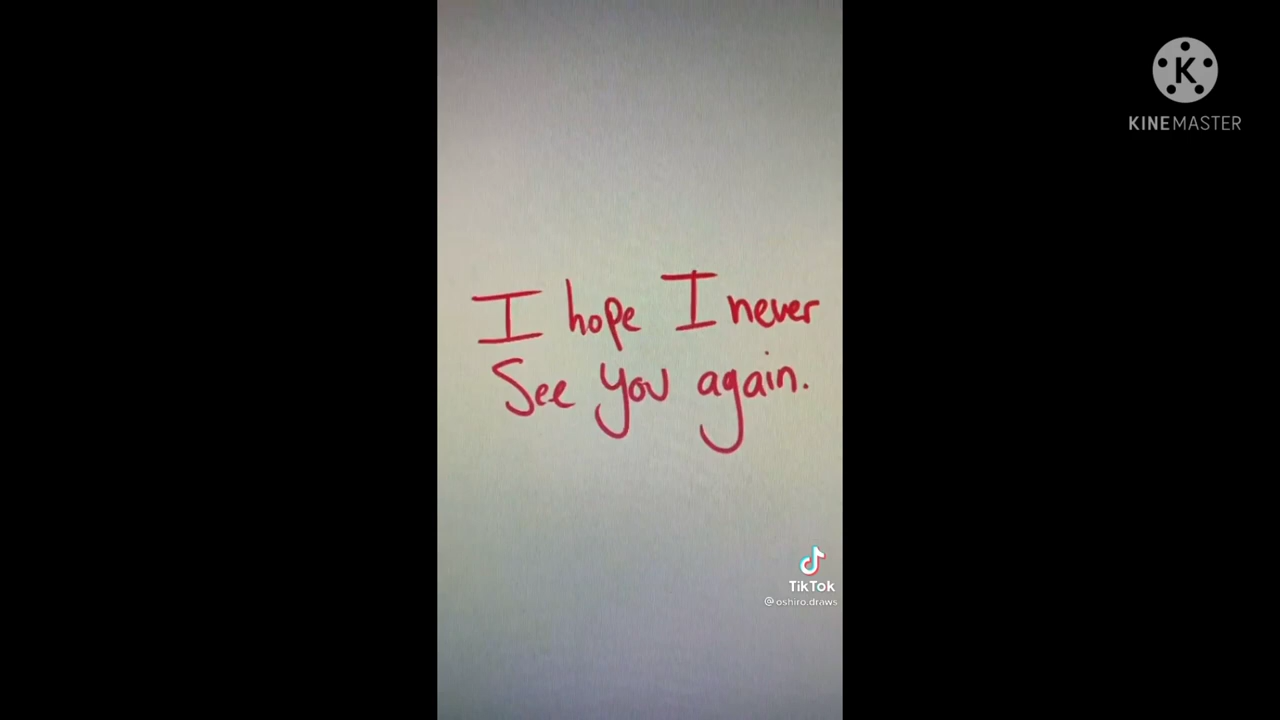 KINEMASTER
I hope I never
See you again.
TikTok
@oshiro.draws